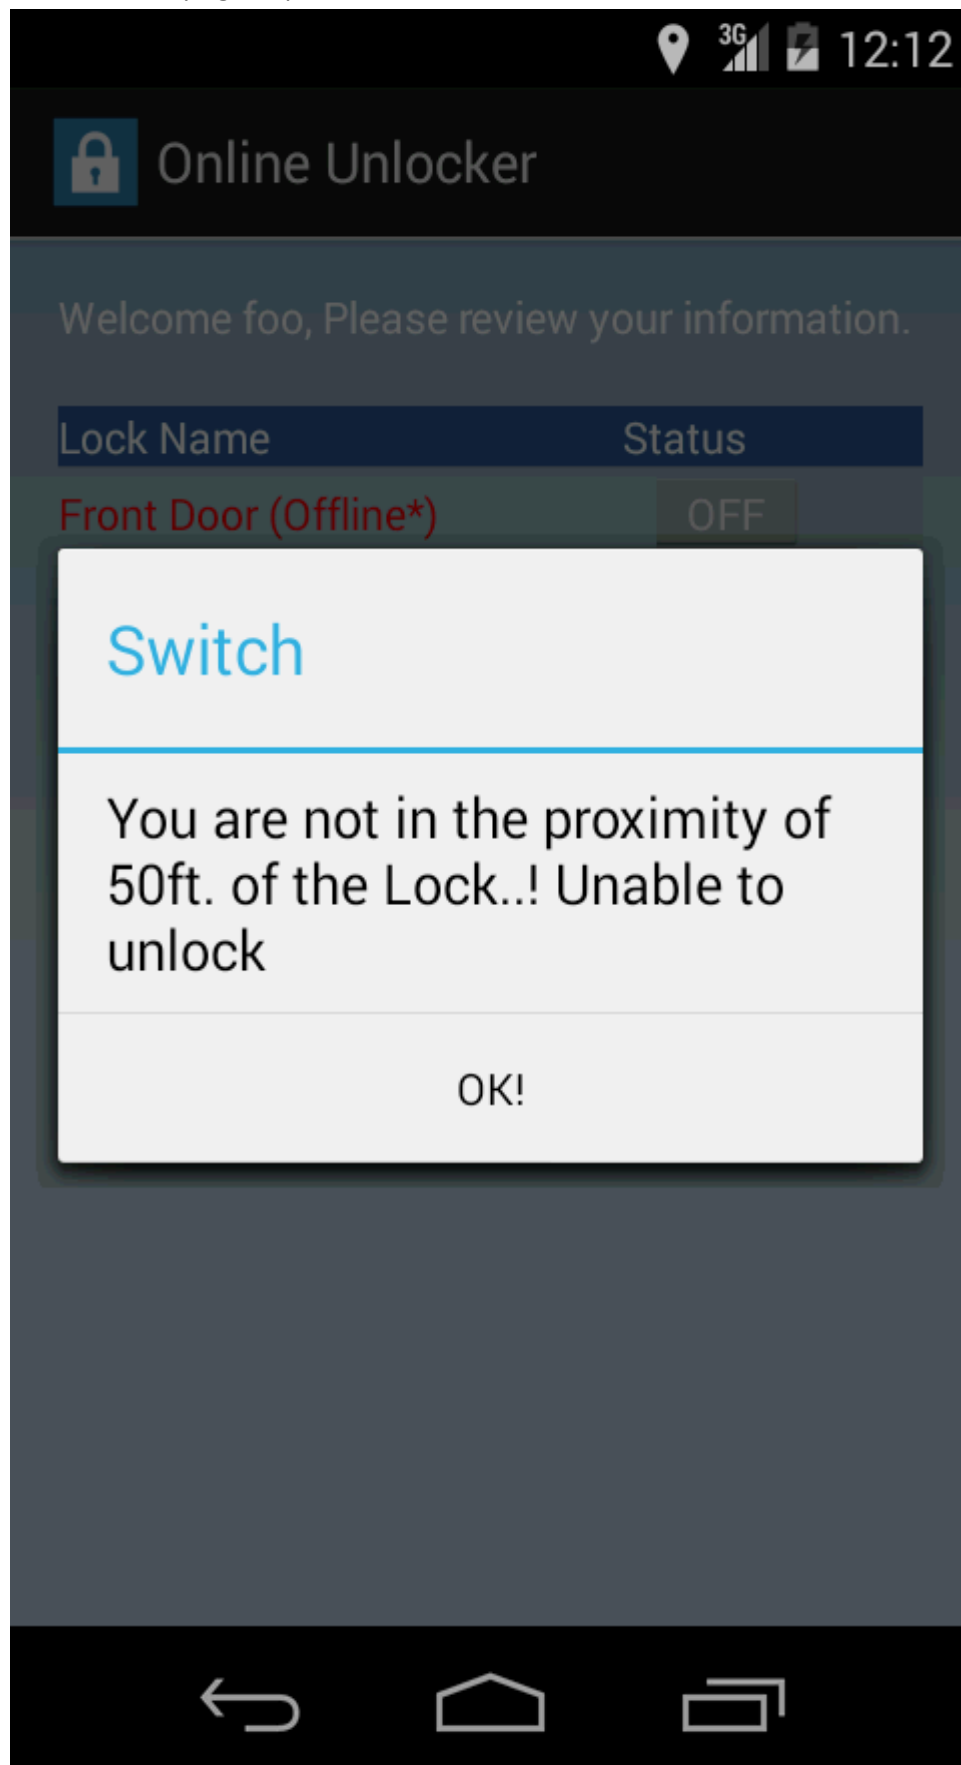 3G 12:12
Online Unlocker
Welcome foo, Please review your information.
Lock Name Status
Front Door (Offline*) OFF
Switch
You are not in the proximity of
50ft. of the Lock..! Unable to
unlock
OK!